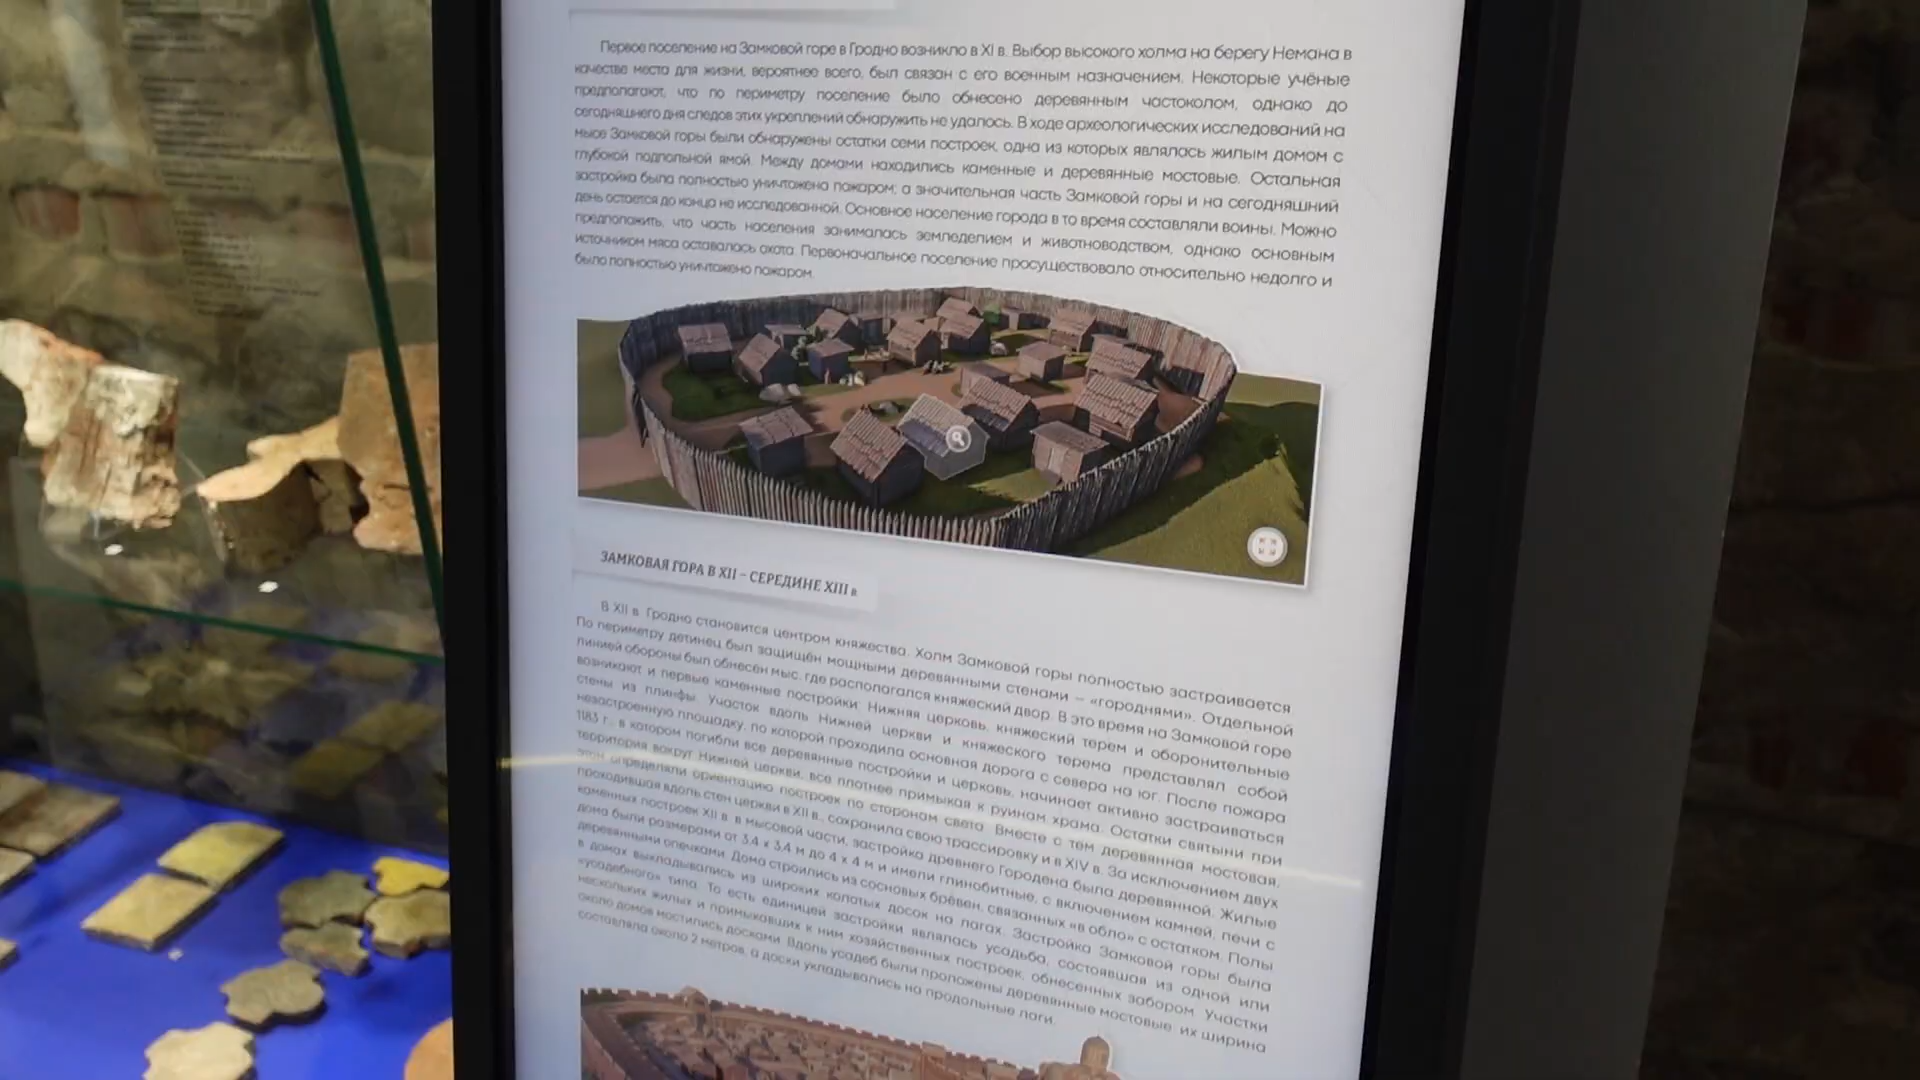 Первое поселение на Замковой горе в Гродно возникло в XI в. Выбор высокого холма на берегу Немана в
качестве места для жизни, вероятнее всего, был связан с его военным назначением. Некоторые учёные
предполагают, что по периметру поселение было обнесено деревянным частоколом, однако до
сегодняшнего дня следов этих укреплений обнаружить не удалось. В ходе археологических исследований на
мысе Замковой горы были обнаружены остатки семи построек, одна из которых являлась жилым домом с
глубокой подпольной ямой. Между домами находились каменные и деревянные мостовые. Остальная
застройка была полностью уничтожена пожаром, а значительная часть Замковой горы и на сегодняшний
день остается до конца не исследованной. Основное население города в то время составляли воины. Можно
предположить, что часть населения занималась земледелием и животноводством, однако основным
источником мяса оставалась охота. Первоначальное поселение просуществовало относительно недолго и
было полностью уничтожено пожаром.
ЗАМКОВАЯ ГОРА В XII – СЕРЕДИНЕ XIII в.
В XII в. Гродно становится центром княжества. Холм Замковой горы полностью застраивается.
По периметру детинец был защищён мощными деревянными стенами – «городнями». Отдельной
линией обороны был обнесен мыс, где располагался княжеский двор. В это время на Замковой горе
возникают и первые каменные постройки: Нижняя церковь, княжеский терем и оборонительные
стены из плинфы. Участок вдоль Нижней церкви и княжеского терема представлял собой
незастроенную площадку, по которой проходила основная дорога с севера на юг. После пожара
1183 г., в котором погибли все деревянные постройки и церковь, начинает активно застраиваться
территория вокруг Нижней церкви, все плотнее примыкая к руинам храма. Остатки святыни при
этом определяли ориентацию построек по сторонам света. Вместе с тем деревянная мостовая,
проходившая вдоль стен церкви в XII в., сохранила свою трассировку и в XIV в. За исключением двух
каменных построек XII в. в мысовой части, застройка древнего Городена была деревянной. Жилые
дома были размерами от 3,4 х 3,4 м до 4 х 4 м и имели глинобитные, с включением камней, печи с
деревянными опечками. Дома строились из сосновых брёвен, связанных «в обло» с остатком. Полы
в домах выкладывались из широких колотых досок на лагах. Застройка Замковой горы была
«усадебного» типа. То есть единицей застройки являлась усадьба, состоявшая из одной или
нескольких жилых и примыкавших к ним хозяйственных построек, обнесенных забором. Участки
около домов мостились досками. Вдоль усадеб были проложены деревянные мостовые, их ширина
составляла около 2 метров, а доски укладывались на продольные лаги.